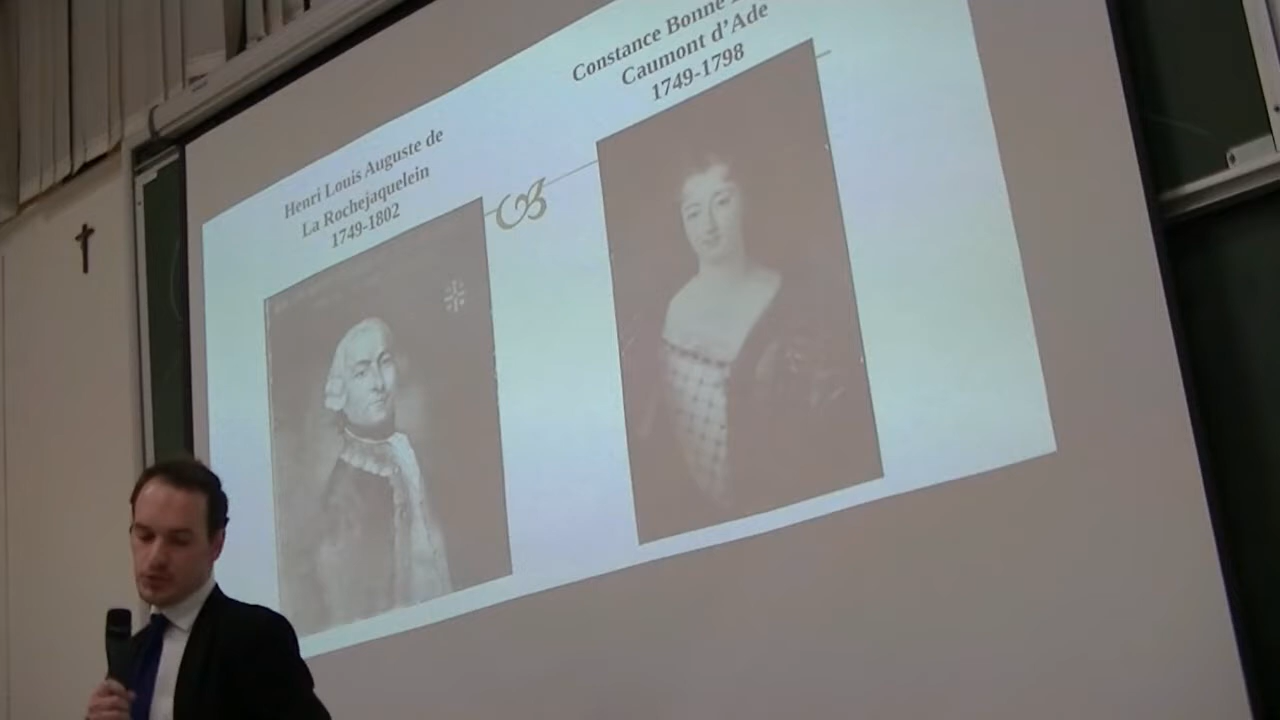 Henri Louis Auguste de
La Rochejaquelein
1749-1802
Constance Bonne
Caumont d'Ade
1749-1798